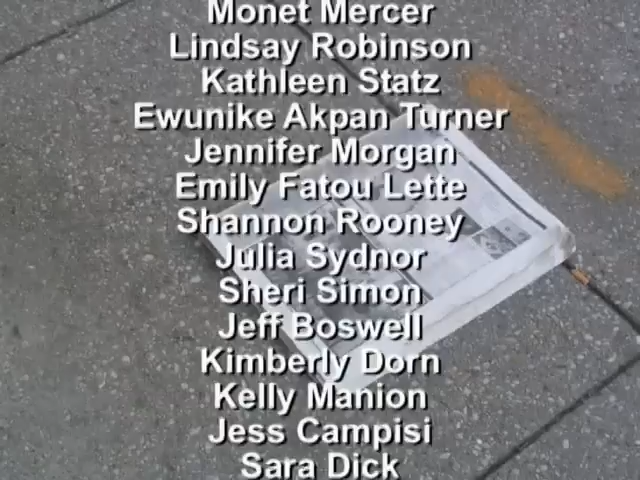 Monet Mercer
Lindsay Robinson
Kathleen Statz
Ewunike Akpan Turner
Jennifer Morgan
Emily Fatou Lette
Shannon Rooney
Julia Sydnor
Sheri Simon
Jeff Boswell
Kimberly Dorn
Kelly Manion
Jess Campisi
Sara Dick